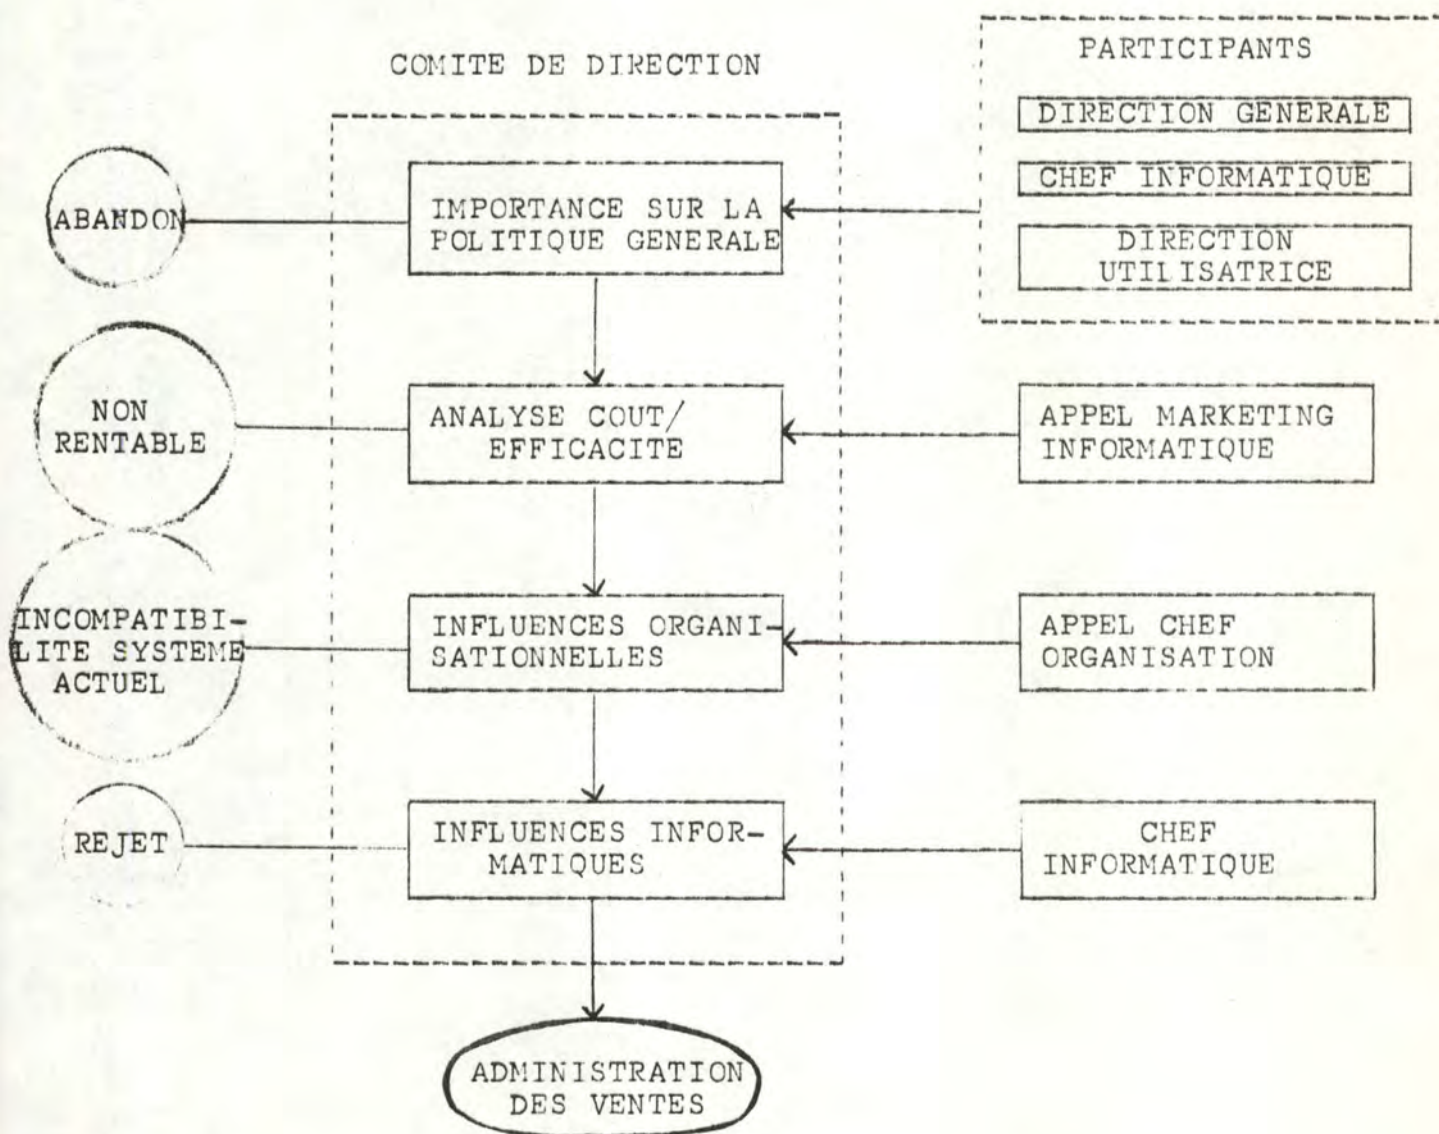 COMITE DE DIRECTION
PARTICIPANTS
DIRECTION GENERALE
CHEF INFORMATIQUE
DIRECTION
UTILISATRICE
ABANDON
IMPORTANCE SUR LA
POLITIQUE GENERALE
NON
RENTABLE
ANALYSE COUT/
EFFICACITE
APPEL MARKETING
INFORMATIQUE
INCOMPATIBI-
LITE SYSTEME
ACTUEL
INFLUENCES ORGANI-
SATIONNELLES
APPEL CHEF
ORGANISATION
REJET
INFLUENCES INFOR-
MATIQUES
CHEF
INFORMATIQUE
ADMINISTRATION
DES VENTES